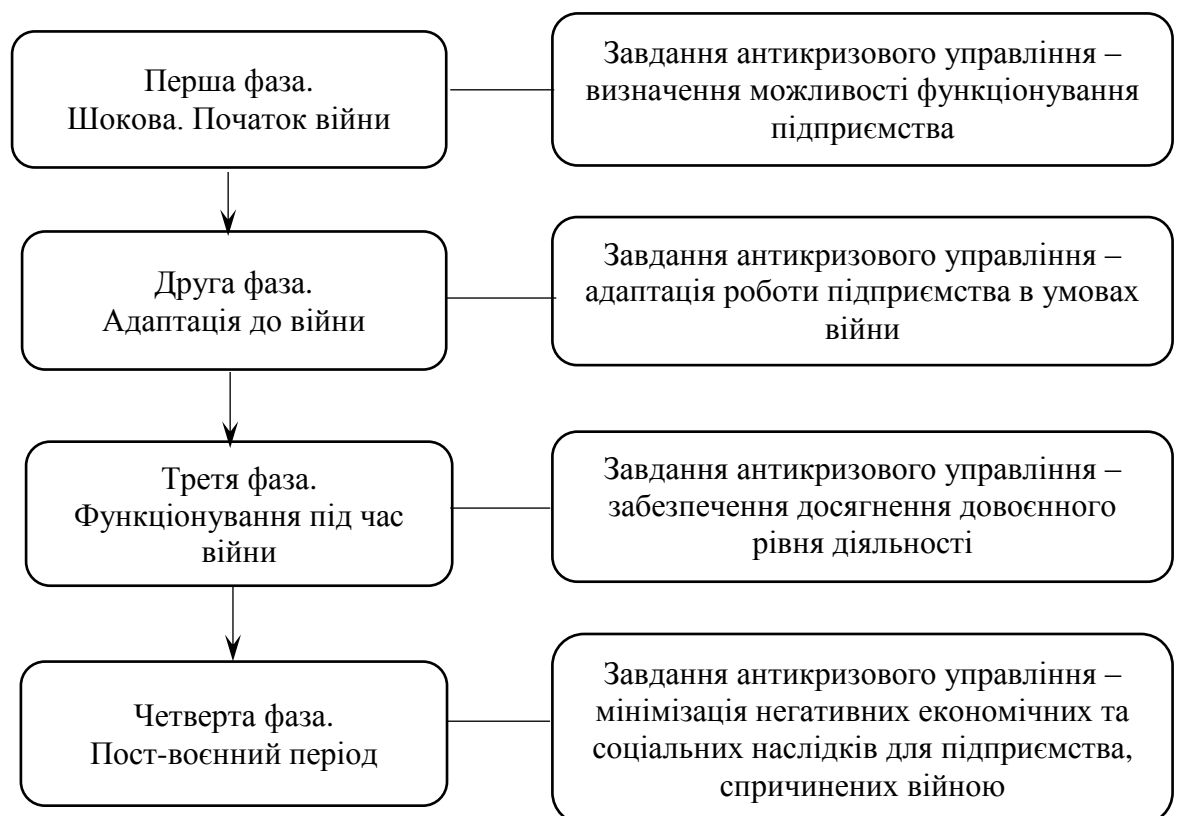 Перша фаза.
Шокова. Початок війни
Завдання антикризового управління –
визначення можливості функціонування
підприємства
Друга фаза.
Адаптація до війни
Завдання антикризового управління –
адаптація роботи підприємства в умовах
війни
Третя фаза.
Функціонування під час
війни
Завдання антикризового управління –
забезпечення досягнення довоєнного
рівня діяльності
Четверта фаза.
Пост-воєнний період
Завдання антикризового управління –
мінімізація негативних економічних та
соціальних наслідків для підприємства,
спричинених війною